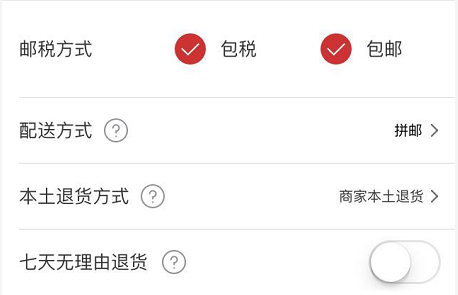 邮税方式 包税 包邮
配送方式 ? 拼邮
本土退货方式 ? 商家本土退货
七天无理由退货 ?